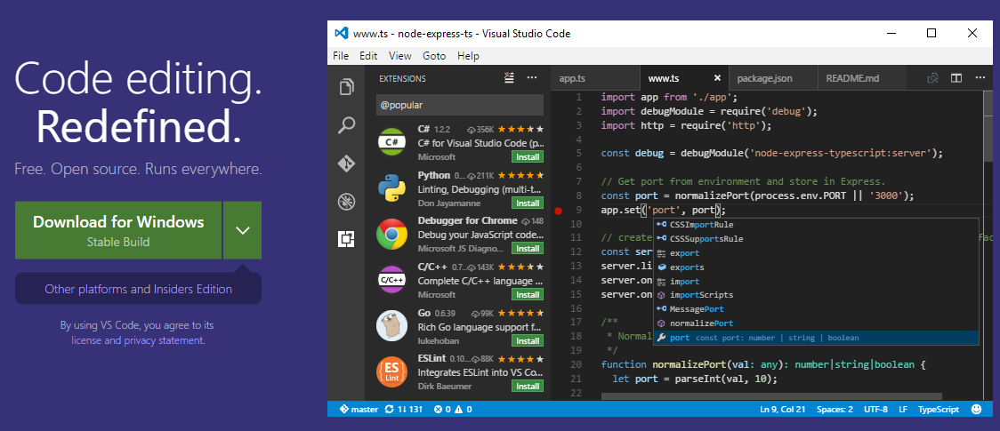 Code editing.
Redefined.
Free. Open source. Runs everywhere.
Download for Windows
Stable Build
Other platforms and Insiders Edition
By using VS Code, you agree to its
license and privacy statement.
www.ts - node-express-ts - Visual Studio Code
File Edit View Goto Help
EXTENSIONS
@popular
C# 1.2.2 356K
C# for Visual Studio Code (p...
Microsoft Install
Python 0.... 211K
Linting, Debugging (multi-t...
Don Jayamanne Install
Debugger for Chrome 148
Debug your JavaScript code...
Microsoft JS Diagno... Install
C/C++ 0.7... 143K
Complete C/C++ language ...
Microsoft Install
Go 0.6.39 99K
Rich Go language support f...
lukehoban Install
ESLint 0.10... 88K
Integrates ESLint into VS Co...
Dirk Baeumer Install
C#
C/C++
ES
Lint
app.ts www.ts package.json README.md
1 import app from './app';
2 import debugModule = require('debug');
3 import http = require('http');
4
5 const debug = debugModule('node-express-typescript:server');
6
7 // Get port from environment and store in Express.
8 const port = normalizePort(process.env.PORT || '3000');
9 app.set('port', port);
10
11 // create
12 const ser
13 server.li
14 server.on
15 server.on
16
17 /**
18 * Normal
19 */
20 function normalizePort(val: any): number|string|boolean {
21 let port = parseInt(val, 10);
22
CSSImportRule
CSSSupportsRule
export
exports
import
importScripts
MessagePort
normalizePort
port const port: number | string | boolean
master 1↓ 13↑ 0 0 Ln 9, Col 21 Spaces: 2 UTF-8 LF TypeScript